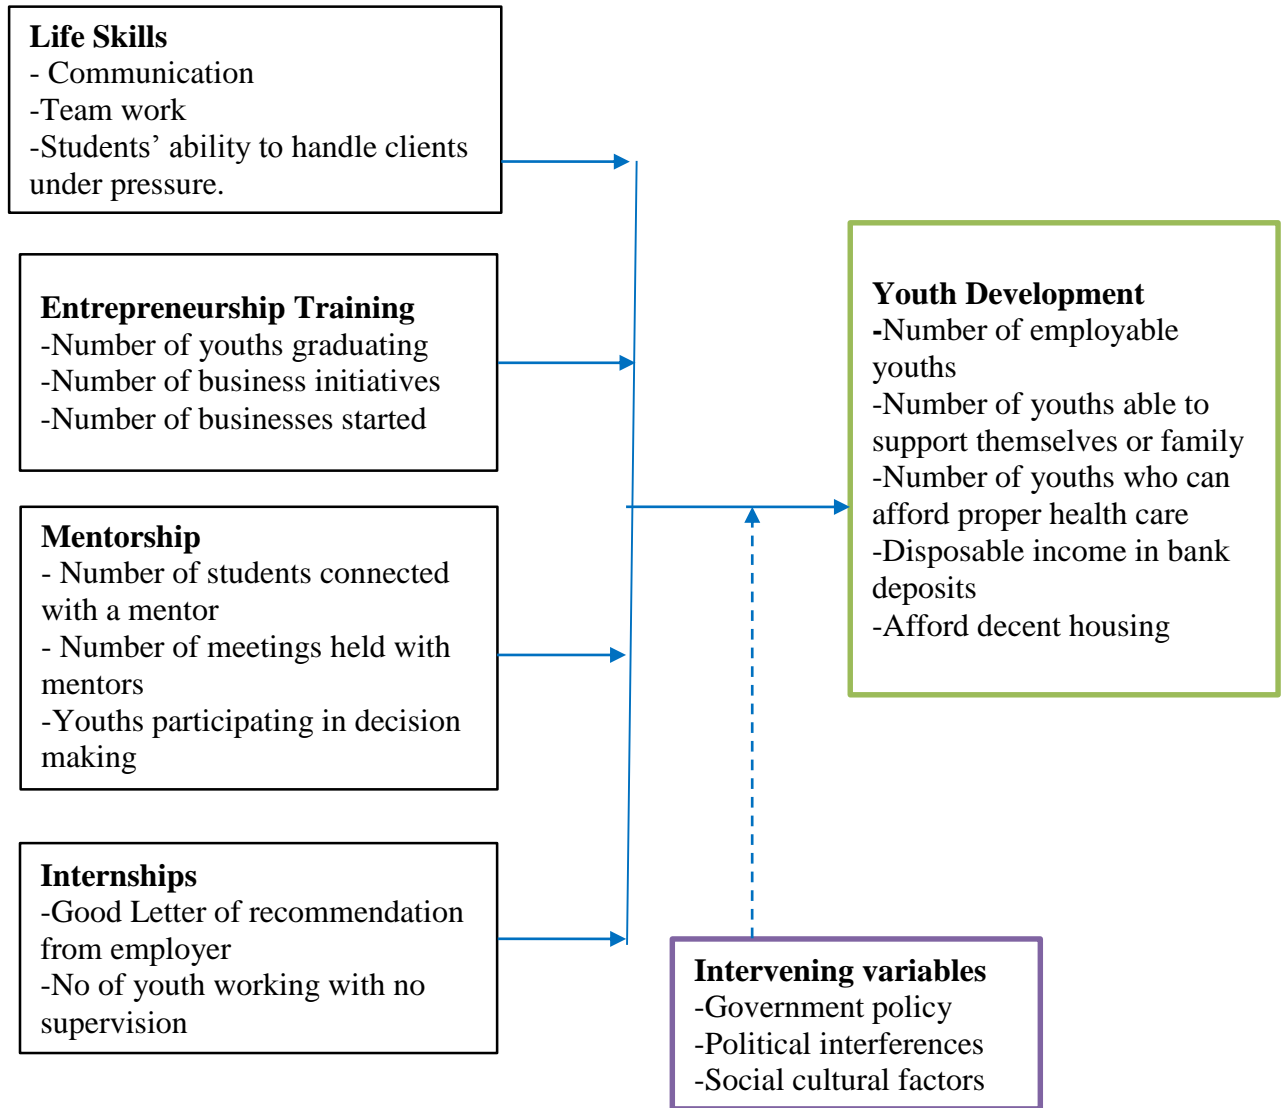 Life Skills
- Communication
-Team work
-Students’ ability to handle clients
under pressure.
Entrepreneurship Training
-Number of youths graduating
-Number of business initiatives
-Number of businesses started
Mentorship
- Number of students connected
with a mentor
- Number of meetings held with
mentors
-Youths participating in decision
making
Internships
-Good Letter of recommendation
from employer
-No of youth working with no
supervision
Youth Development
-Number of employable
youths
-Number of youths able to
support themselves or family
-Number of youths who can
afford proper health care
-Disposable income in bank
deposits
-Afford decent housing
Intervening variables
-Government policy
-Political interferences
-Social cultural factors